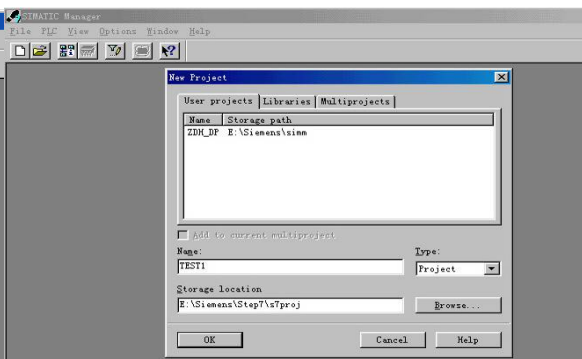 SIMATIC Manager
File PLC View Options Window Help
New Project
User projects Libraries Multiprojects
Name Storage path
ZDH_DP E:\Siemens\simm
Add to current multiproject
Name: Type:
TEST1 Project
Storage location
E:\Siemens\Step7\s7proj Browse...
OK Cancel Help